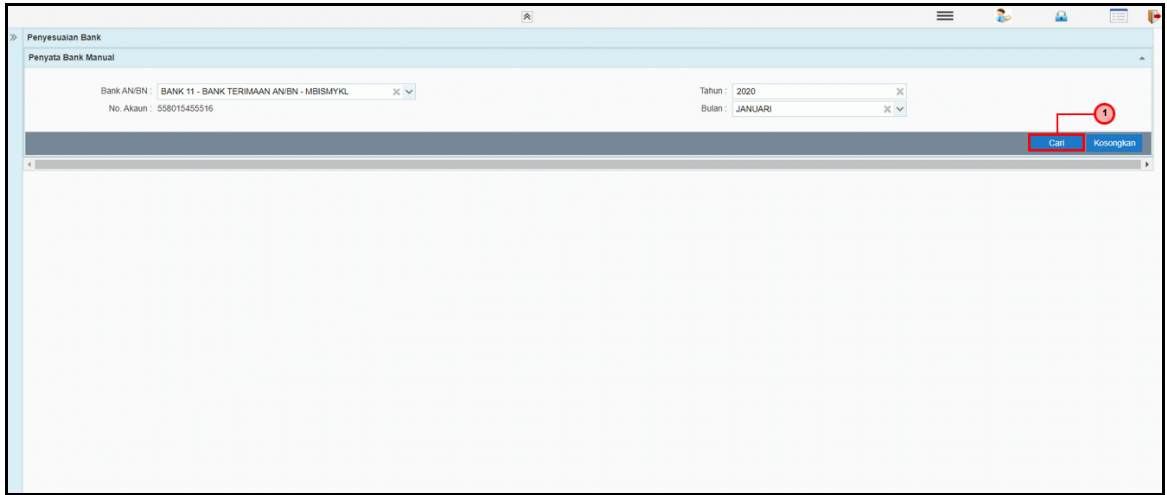 Penyesuaian Bank
Penyata Bank Manual
Bank AN/BN : BANK 11 - BANK TERIMAAN AN/BN - MBISMYKL Tahun : 2020
No. Akaun : 558015455516 Bulan : JANUARI
1
Cari Kosongkan